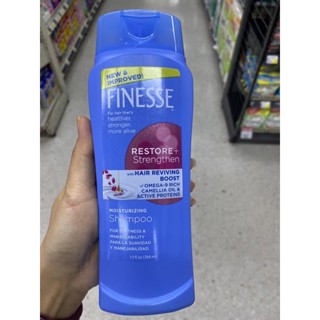 NEW &
IMPROVED!
FINESSE
For hair that's
healthier,
stronger,
more alive
RESTORE+
Strengthen
with HAIR REVIVING
BOOST
of OMEGA-9 RICH
CAMELLIA OIL &
ACTIVE PROTEINS
MOISTURIZING
Shampoo
FOR SOFTNESS &
MANAGEABILITY
PARA LA SUAVIDAD
Y MANEJABILIDAD